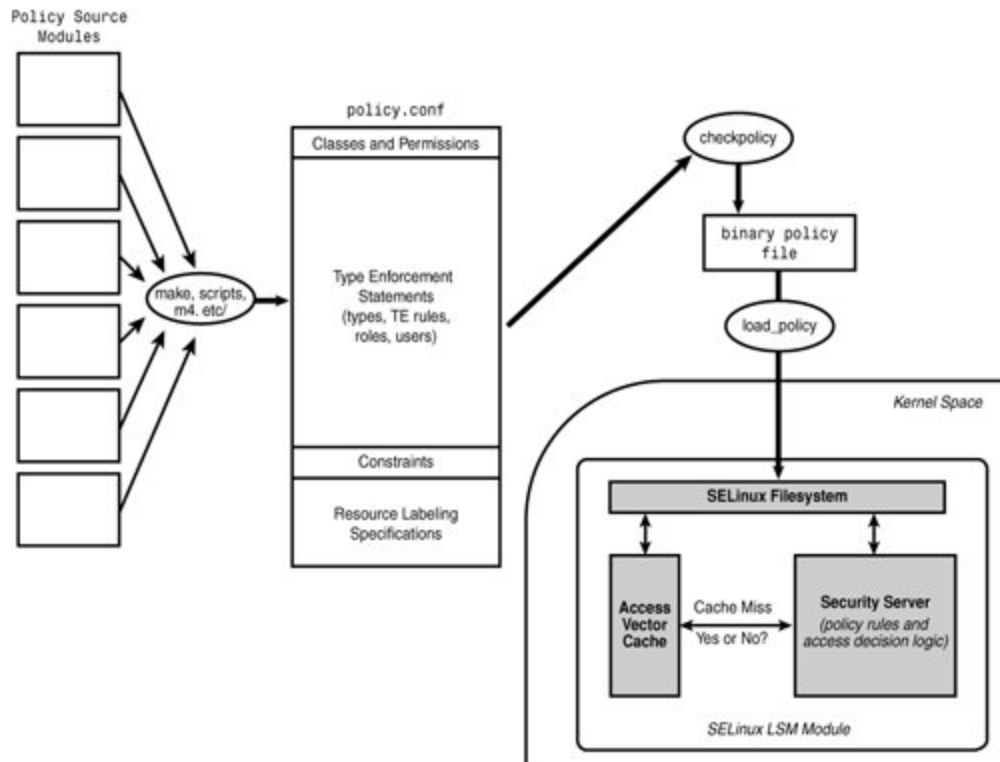 Policy Source
Modules
policy.conf
Classes and Permissions
Type Enforcement
Statements
(types, TE rules,
roles, users)
Constraints
Resource Labeling
Specifications
make, scripts,
m4. etc/
checkpolicy
binary policy
file
load_policy
Kernel Space
SELinux Filesystem
Access
Vector
Cache
Cache Miss
Yes or No?
Security Server
(policy rules and
access decision logic)
SELinux LSM Module